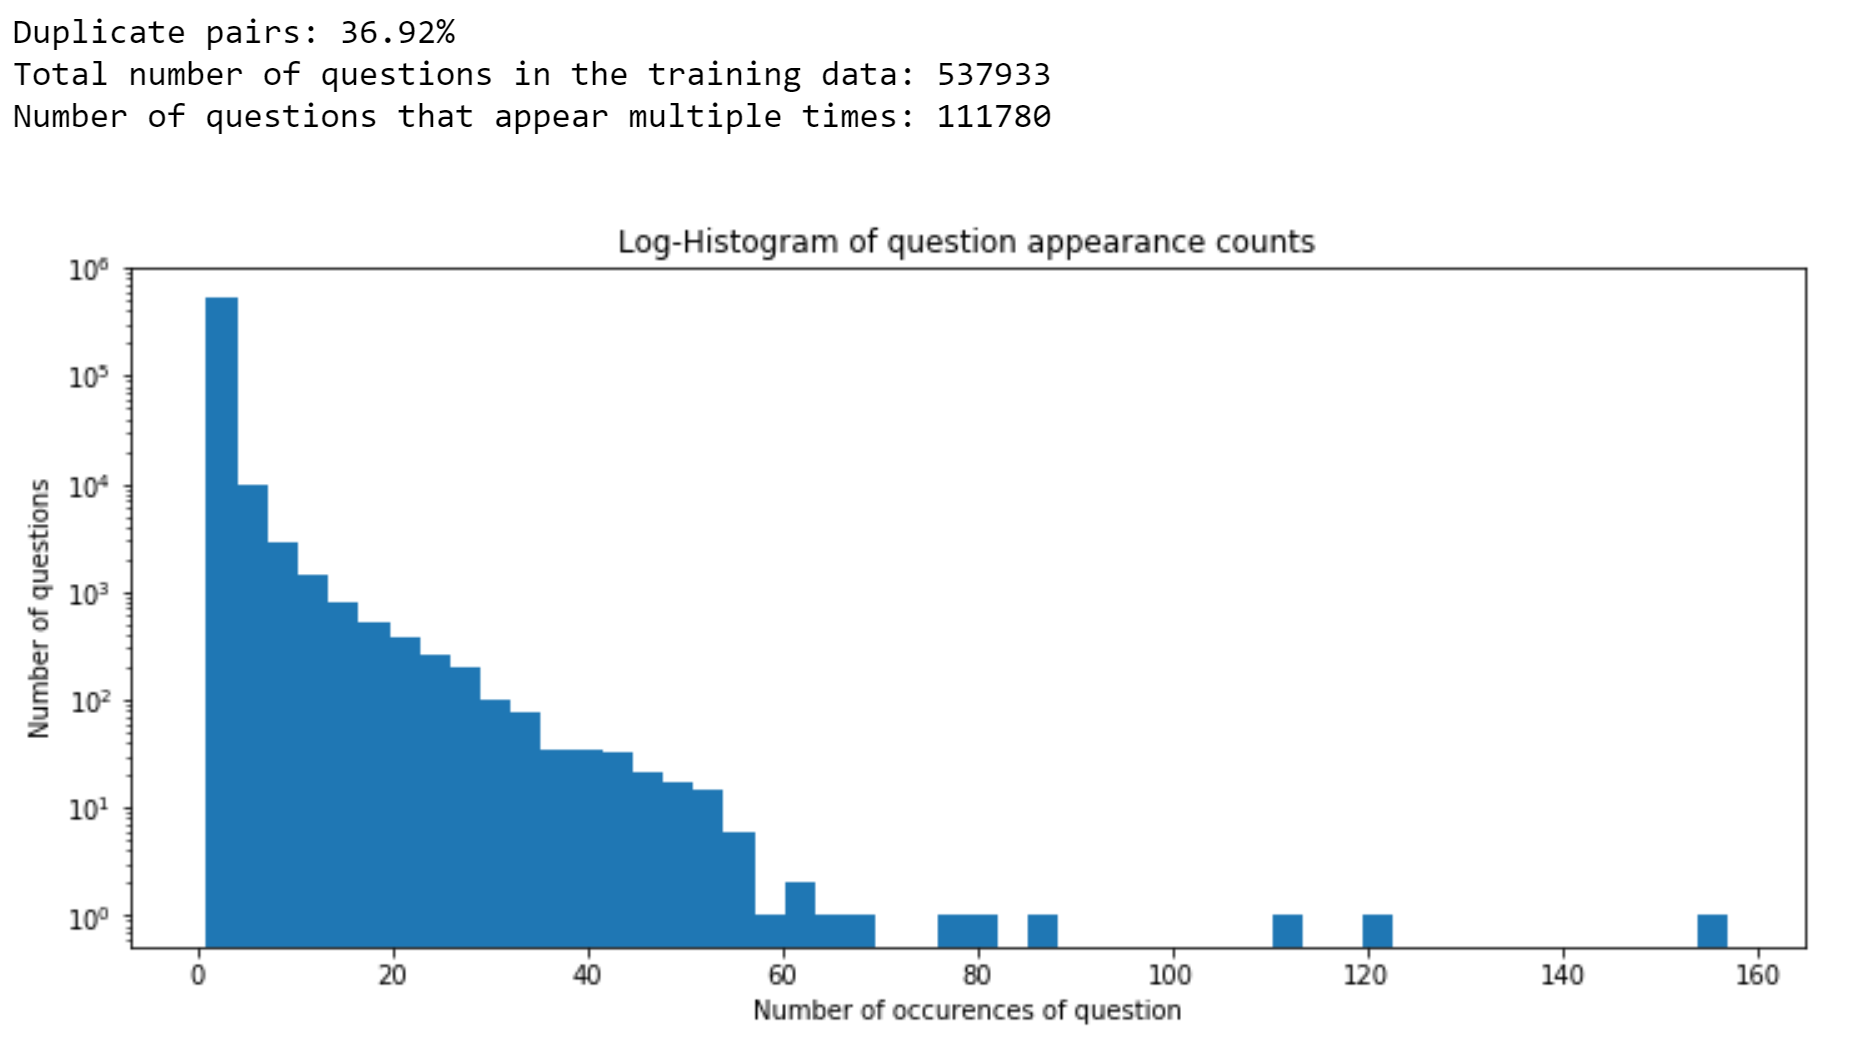 Duplicate pairs: 36.92%
Total number of questions in the training data: 537933
Number of questions that appear multiple times: 111780
Log-Histogram of question appearance counts
10⁶
10⁵
10⁴
10³
10²
10¹
10⁰
Number of questions
0 20 40 60 80 100 120 140 160
Number of occurences of question